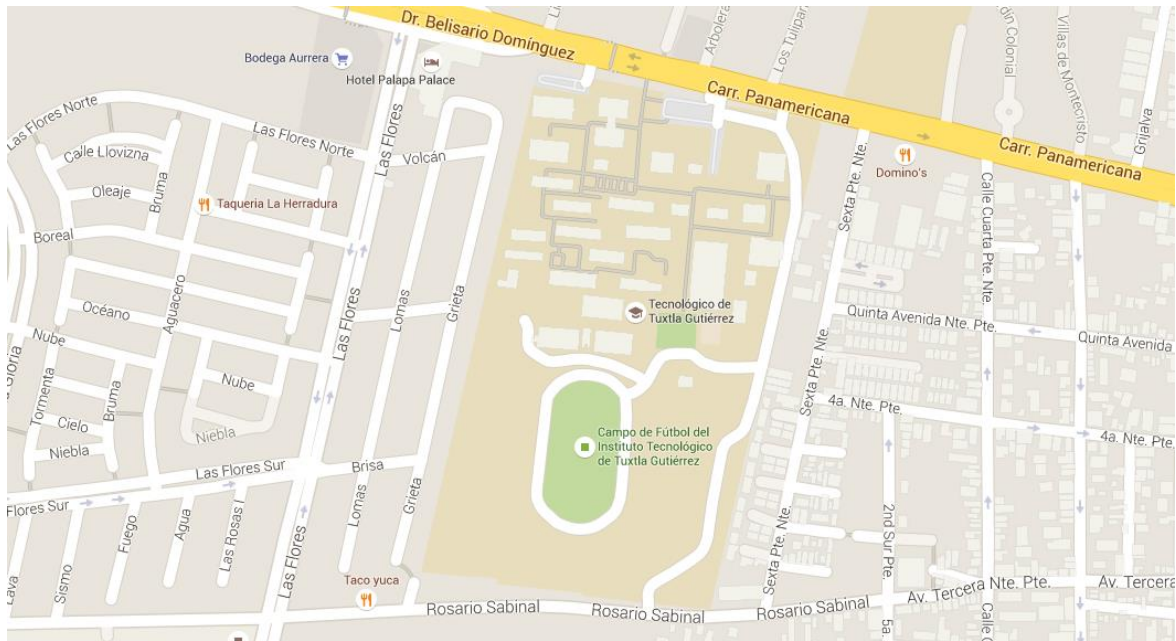 Dr. Belisario Domínguez
Arbolera
Los Tulipan
din Colonial
Villas de Montecristo
Grijalva
Bodega Aurrera
Hotel Palapa Palace
Carr. Panamericana
Carr. Panamericana
Domino's
Las Flores Norte
Las Flores Norte
Las Flores
Volcán
Calle Llovizna
Oleaje
Bruma
Taqueria La Herradura
Boreal
Sexta Pte. Nte.
Calle Cuarta Pte. Nte.
Aguacero
Océano
Las Flores
Lomas
Grieta
Tecnológico de
Tuxtla Gutiérrez
Quinta Avenida Nte. Pte.
Quinta Avenida
Nube
Gloria
Nube
Tormenta
Bruma
Cielo
Niebla
Niebla
Sexta Pte. Nte.
4a. Nte. Pte.
4a. Nte. Pte.
Campo de Fútbol del
Instituto Tecnológico
de Tuxtla Gutiérrez
Las Flores Sur
Flores Sur
Brisa
Lomas
Grieta
Fuego
Agua
Las Rosas I
Las Flores
Lava
Sismo
2nd Sur Pte.
Sexta Pte. Nte.
Taco yuca
Rosario Sabinal
Rosario Sabinal
Rosario Sabinal
Av. Tercera Nte. Pte.
Av. Tercera
5a.
Calle